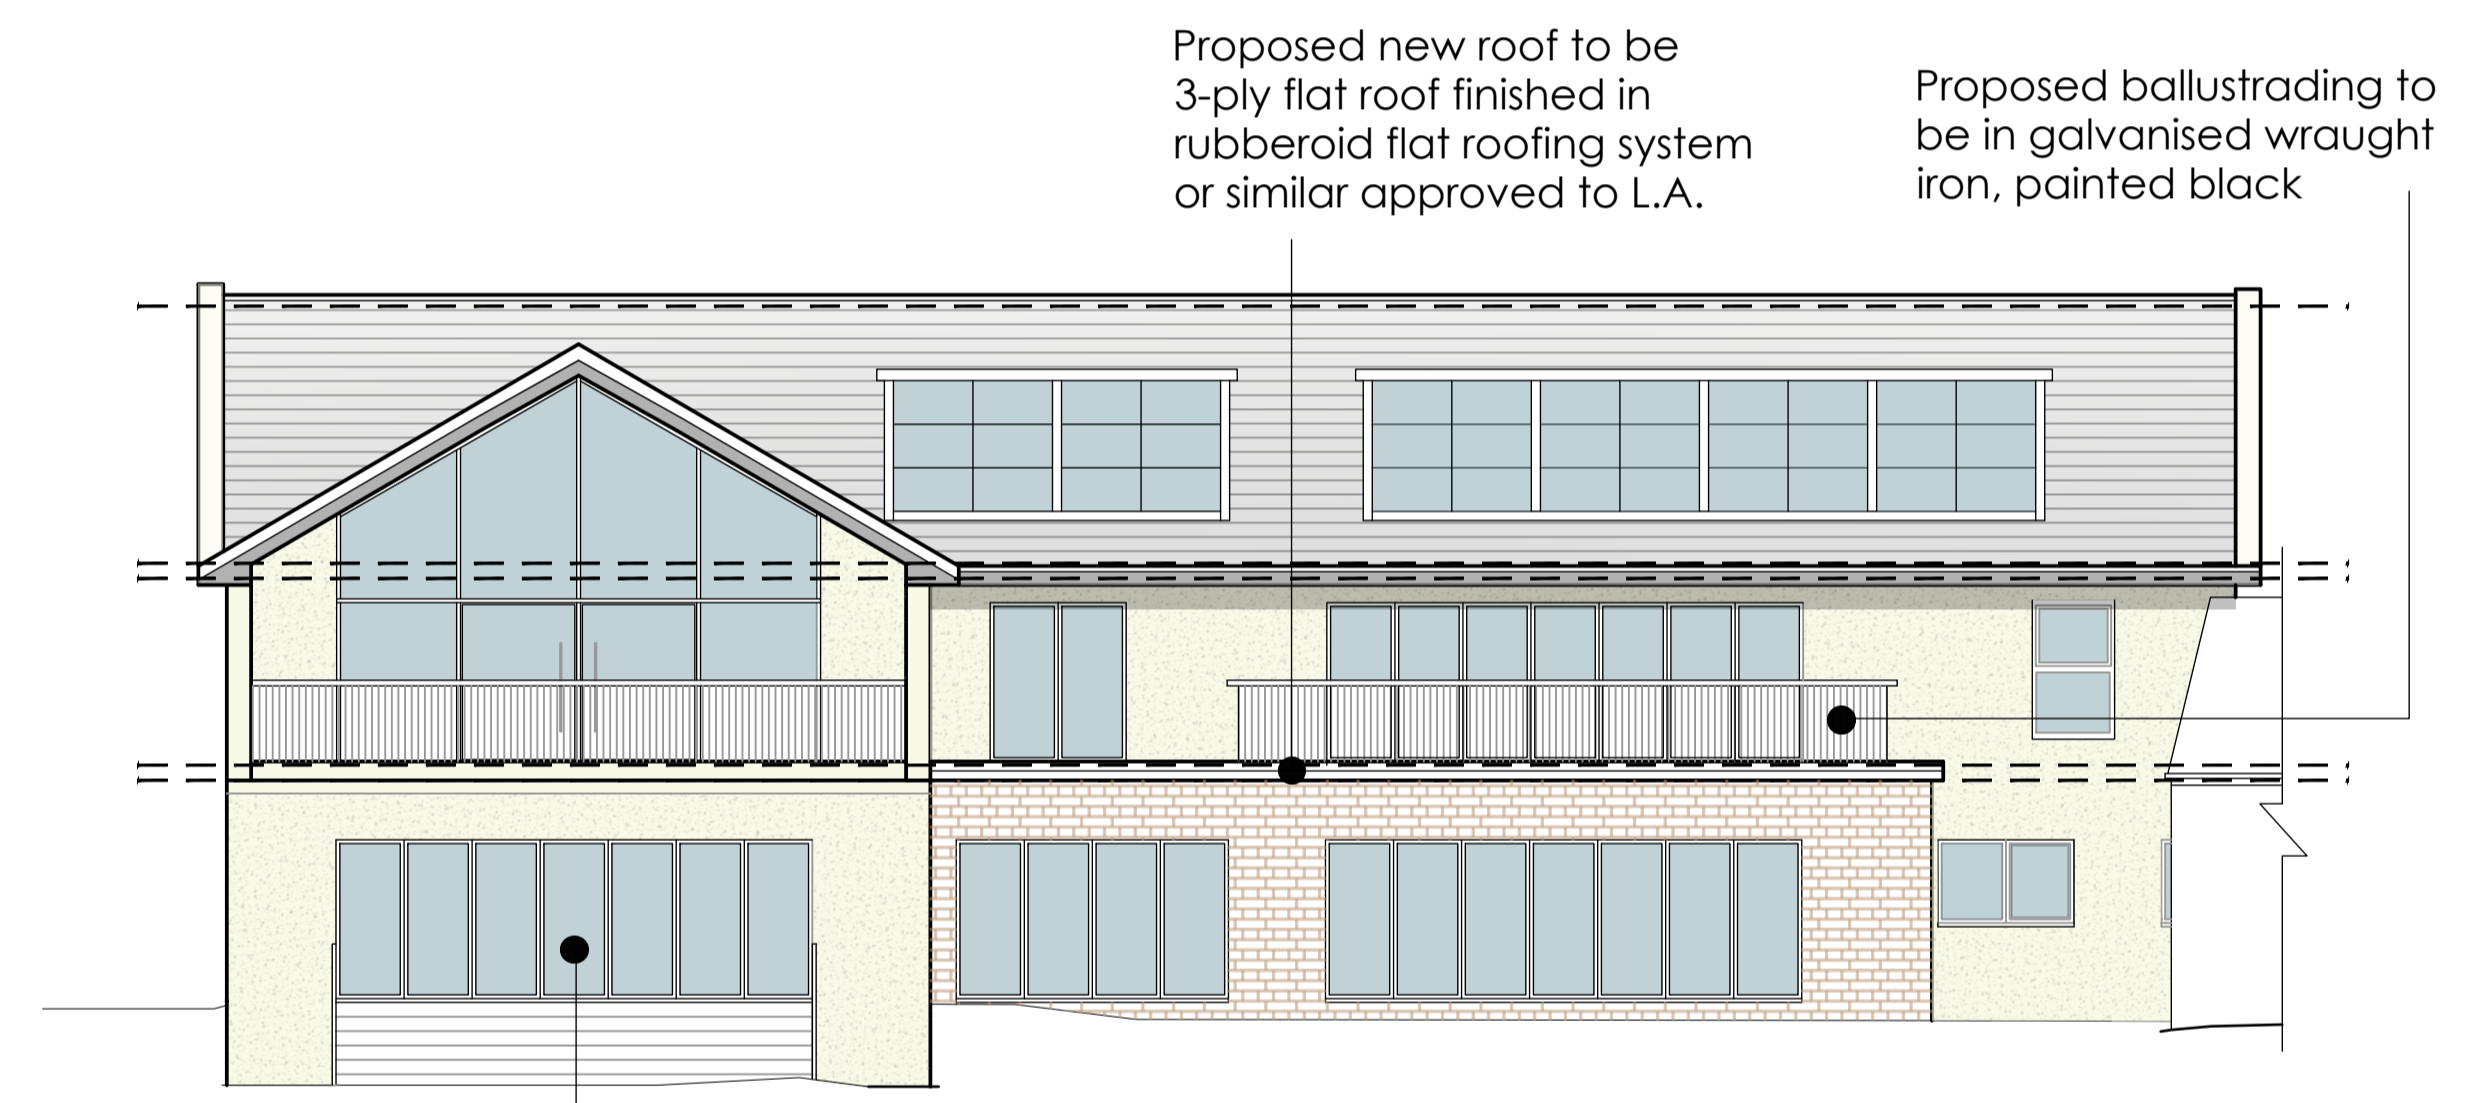 Proposed new roof to be
3-ply flat roof finished in
rubberoid flat roofing system
or similar approved to L.A.
Proposed ballustrading to
be in galvanised wraught
iron, painted black